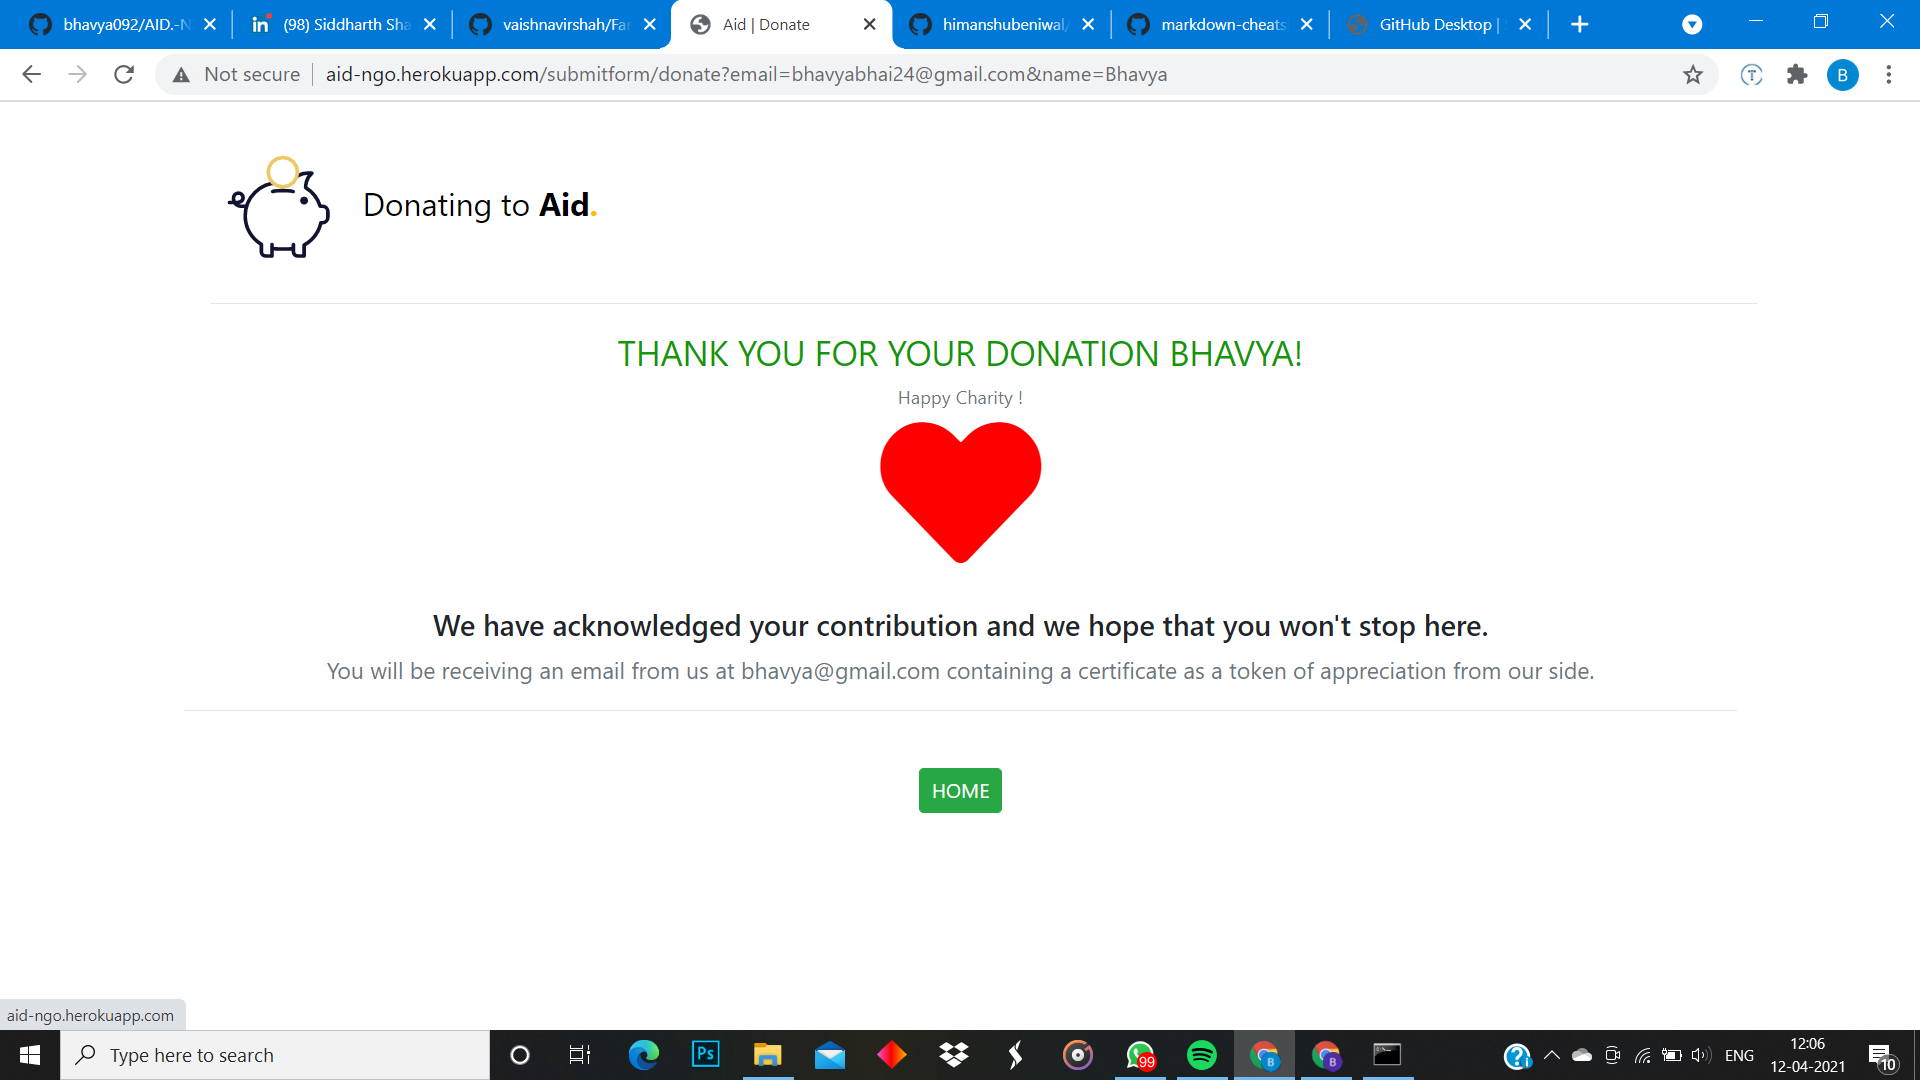 bhavya092/AID.-N
(98) Siddharth Sha
vaishnavirshah/Far
Aid | Donate
himanshubeniwal/
markdown-cheats
GitHub Desktop |
Not secure
aid-ngo.herokuapp.com/submitform/donate?email=bhavyabhai24@gmail.com&name=Bhavya
B
Donating to Aid.
THANK YOU FOR YOUR DONATION BHAVYA!
Happy Charity !
We have acknowledged your contribution and we hope that you won't stop here.
You will be receiving an email from us at bhavya@gmail.com containing a certificate as a token of appreciation from our side.
HOME
aid-ngo.herokuapp.com
Type here to search
Ps
99
B
B
ENG
12:06
12-04-2021
10